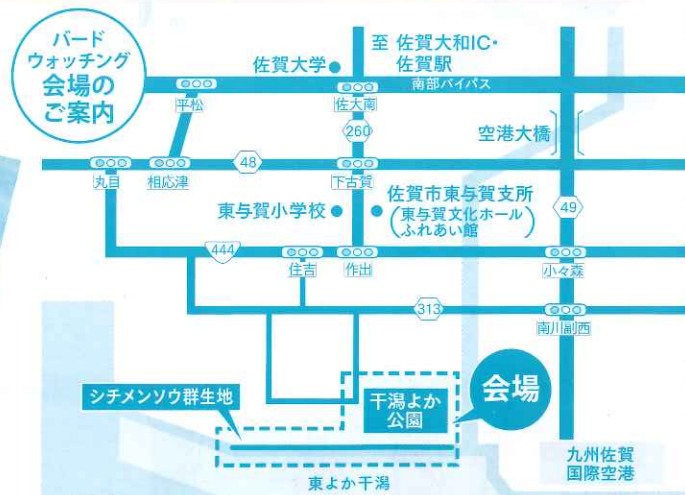 バード
ウォッチング
会場の
ご案内
至 佐賀大和IC・
佐賀駅
佐賀大学
南部バイパス
平松
佐大南
260
空港大橋
48
丸目
相応津
下古賀
東与賀小学校
佐賀市東与賀支所
(東与賀文化ホール
ふれあい館)
49
444
住吉
作出
小々森
313
南川副西
シチメンソウ群生地
干潟よか
公園
会場
東よか干潟
九州佐賀
国際空港